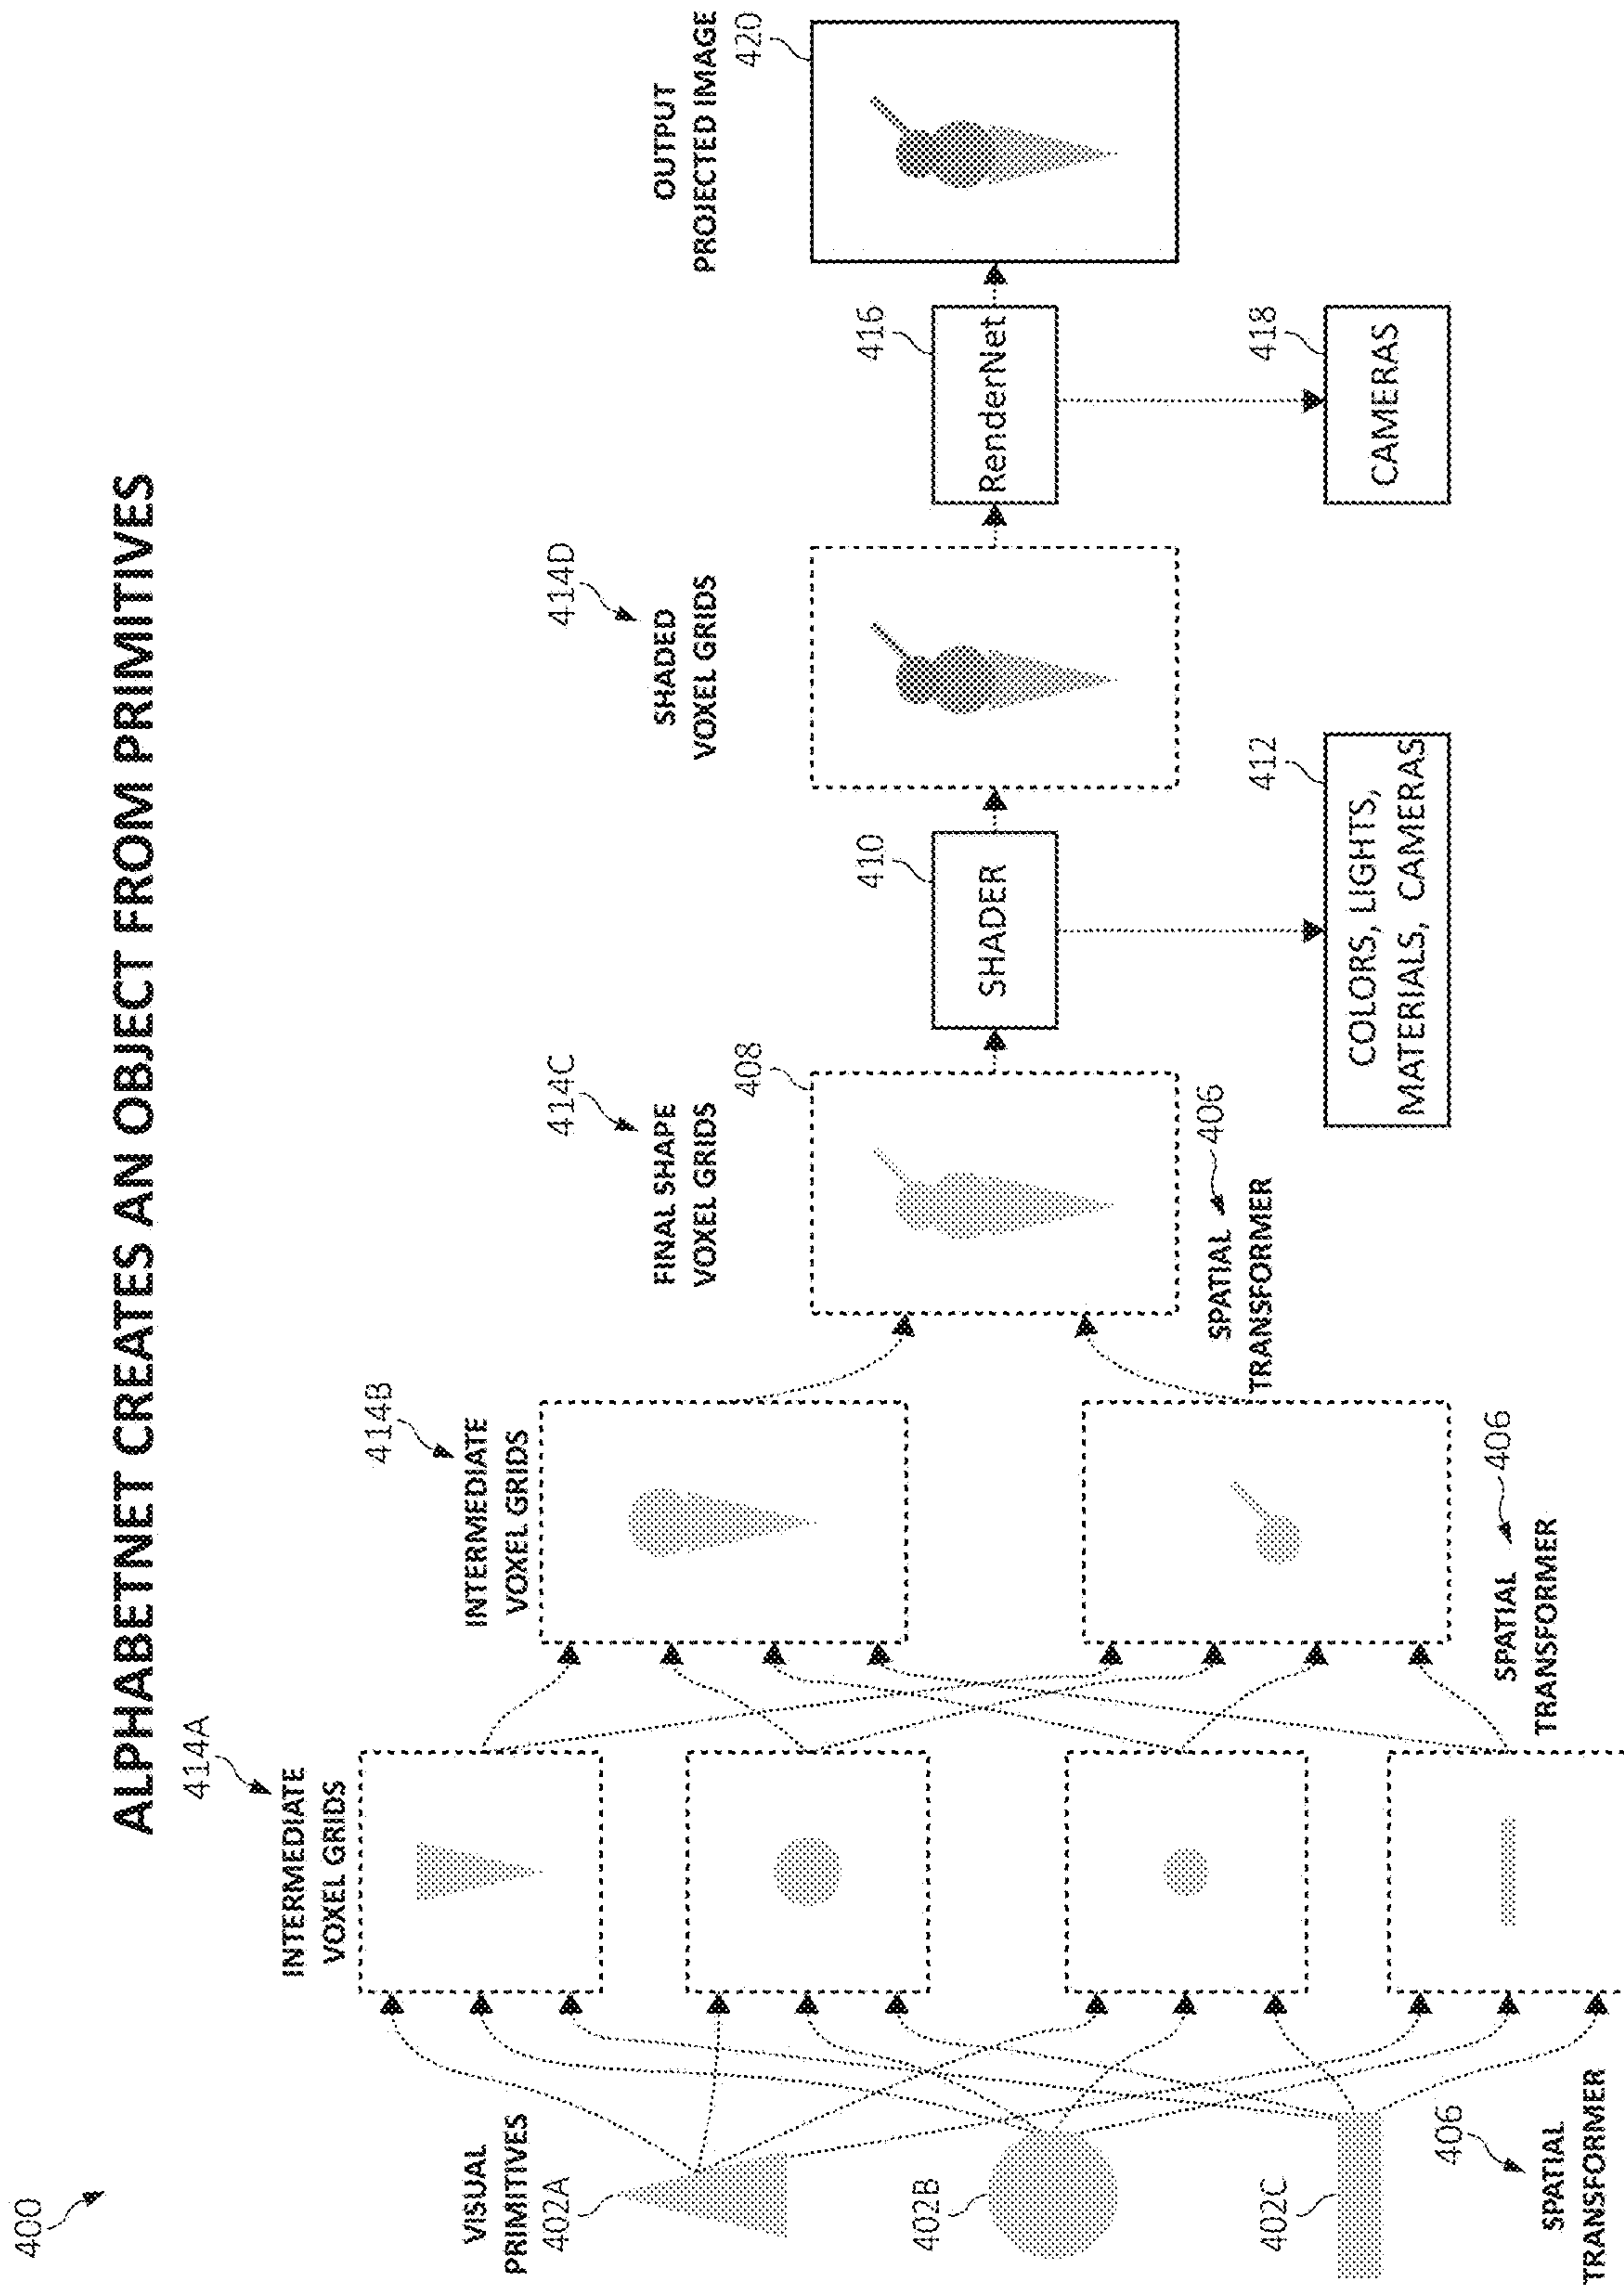 400
ALPHABETNET CREATES AN OBJECT FROM PRIMITIVES
VISUAL
PRIMITIVES
402A
402B
402C
406
SPATIAL
TRANSFORMER
414A
INTERMEDIATE
VOXEL GRIDS
406
SPATIAL
TRANSFORMER
414B
INTERMEDIATE
VOXEL GRIDS
406
SPATIAL
TRANSFORMER
414C
FINAL SHAPE
VOXEL GRIDS
408
410
SHADER
412
COLORS, LIGHTS,
MATERIALS, CAMERAS
414D
SHADED
VOXEL GRIDS
416
RenderNet
418
CAMERAS
OUTPUT
PROJECTED IMAGE
420